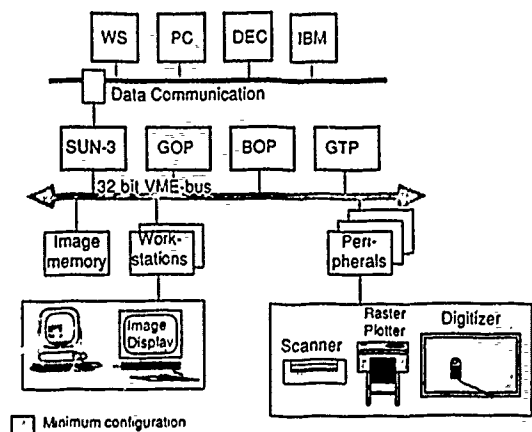 WS PC DEC IBM
Data Communication
SUN-3 GOP BOP GTP
32 bit VME-bus
Image
memory
Work-
stations
Peri-
pherals
Image
Display
Scanner
Raster
Plotter
Digitizer
Minimum configuration